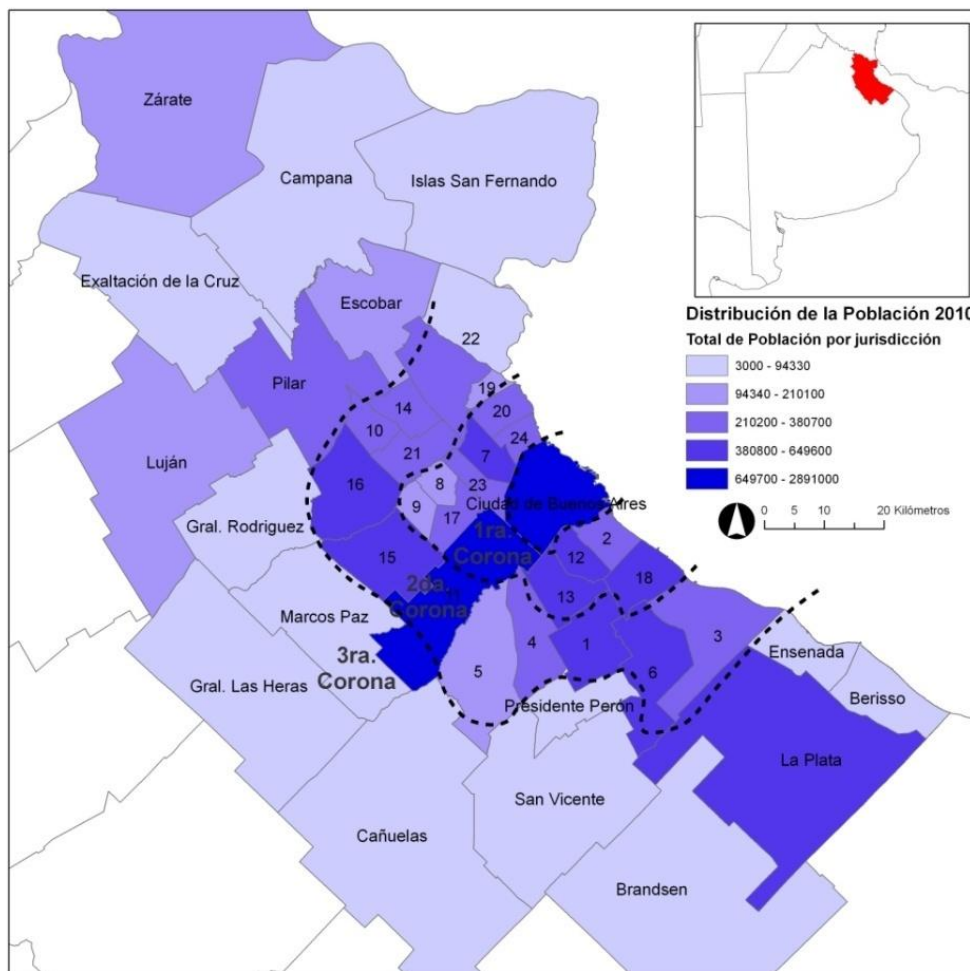 Zárate
Campana
Islas San Fernando
Exaltación de la Cruz
Escobar
22
Pilar
19
14
20
10
24
21
7
Luján
16
8
23
9
Ciudad de Buenos Aires
17
Gral. Rodriguez
1ra.
Corona
2
12
15
18
2da.
Corona
13
Marcos Paz
3
4
1
3ra.
Corona
5
6
Ensenada
Gral. Las Heras
Berisso
Presidente Perón
La Plata
San Vicente
Cañuelas
Brandsen
Distribución de la Población 2010
Total de Población por jurisdicción
3000 - 94330
94340 - 210100
210200 - 380700
380800 - 649600
649700 - 2891000
0 5 10 20 Kilómetros